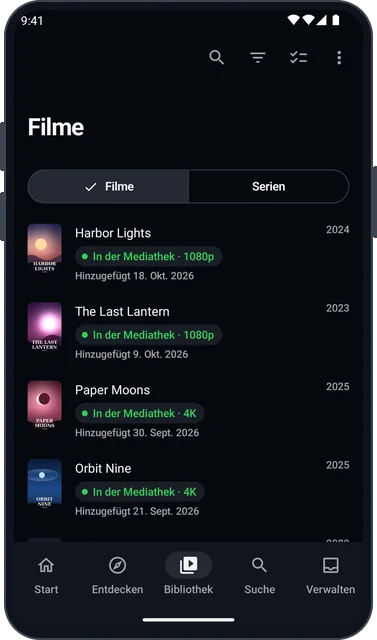 9:41
Filme
Filme
Serien
Harbor Lights
2024
In der Mediathek · 1080p
Hinzugefügt 18. Okt. 2026
HARBOR
LIGHTS
The Last Lantern
2023
In der Mediathek · 1080p
Hinzugefügt 9. Okt. 2026
THE LAST
LANTERN
Paper Moons
2025
In der Mediathek · 4K
Hinzugefügt 30. Sept. 2026
PAPER
MOONS
Orbit Nine
2025
In der Mediathek · 4K
Hinzugefügt 21. Sept. 2026
ORBIT
NINE
Start
Entdecken
Bibliothek
Suche
Verwalten